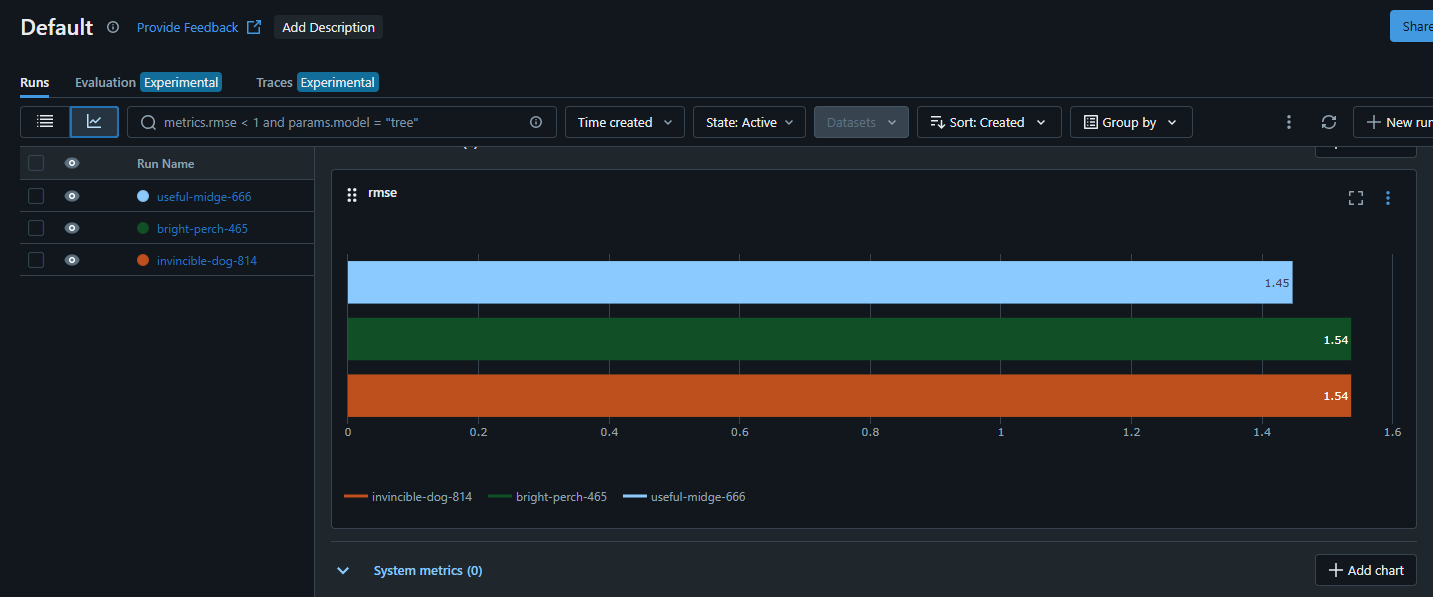 Default Provide Feedback Add Description Share
Runs Evaluation Experimental Traces Experimental
metrics.rmse < 1 and params.model = "tree" Time created State: Active Datasets Sort: Created Group by New run
Run Name
useful-midge-666
bright-perch-465
invincible-dog-814
rmse
1.45
1.54
1.54
0 0.2 0.4 0.6 0.8 1 1.2 1.4 1.6
invincible-dog-814 bright-perch-465 useful-midge-666
System metrics (0) Add chart